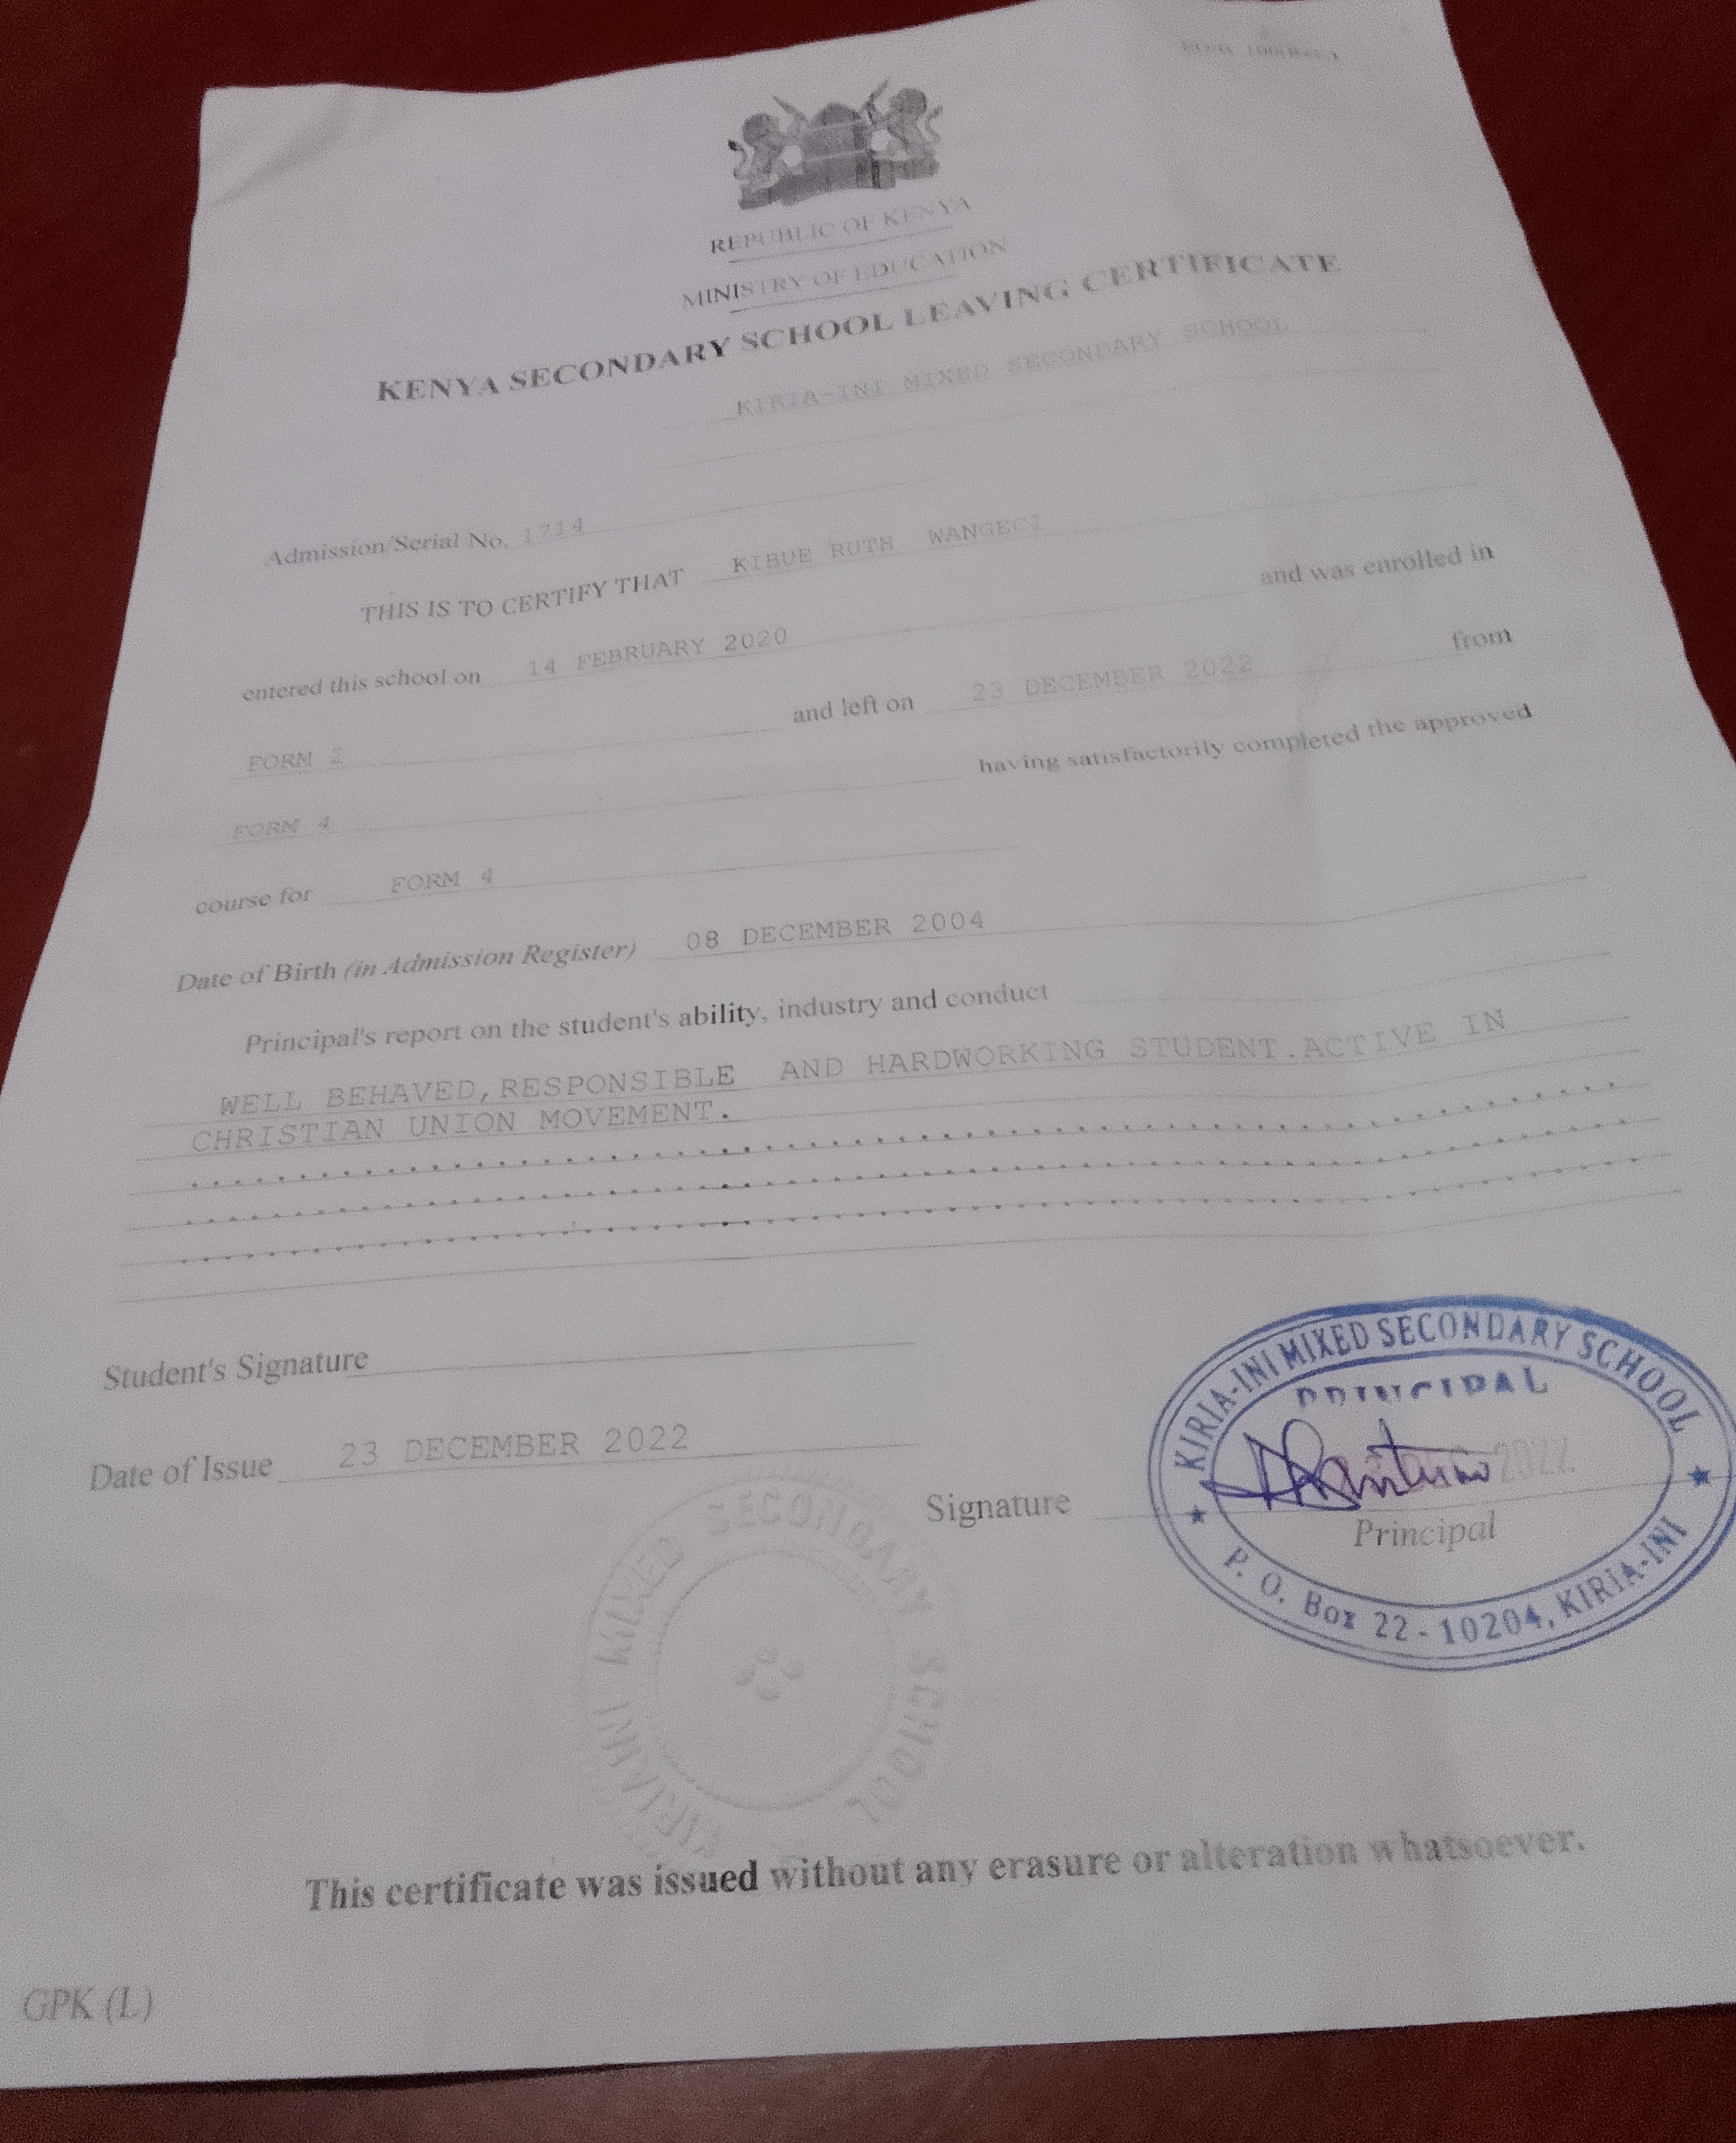 REPUBLIC OF KENYA
MINISTRY OF EDUCATION
KENYA SECONDARY SCHOOL LEAVING CERTIFICATE
KIRIA-INI MIXED SECONDARY SCHOOL
Admission/Serial No. 1714
THIS IS TO CERTIFY THAT KIBUE RUTH WANGECI
entered this school on 14 FEBRUARY 2020 and was enrolled in
FORM 2 and left on 23 DECEMBER 2022 from
FORM 4 having satisfactorily completed the approved
course for FORM 4
Date of Birth (in Admission Register) 08 DECEMBER 2004
Principal's report on the student's ability, industry and conduct
WELL BEHAVED,RESPONSIBLE AND HARDWORKING STUDENT.ACTIVE IN
CHRISTIAN UNION MOVEMENT.
Student's Signature
Date of Issue 23 DECEMBER 2022
Signature
Principal
KIRIA-INI MIXED SECONDARY SCHOOL
PRINCIPAL
2022
P. O. Box 22-10204, KIRIA-INI
KIRIAINI MIXED SECONDARY SCHOOL
This certificate was issued without any erasure or alteration whatsoever.
GPK (L)